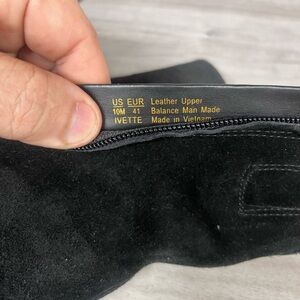 US EUR Leather Upper
10M 41 Balance Man Made
IVETTE Made in Vietnam